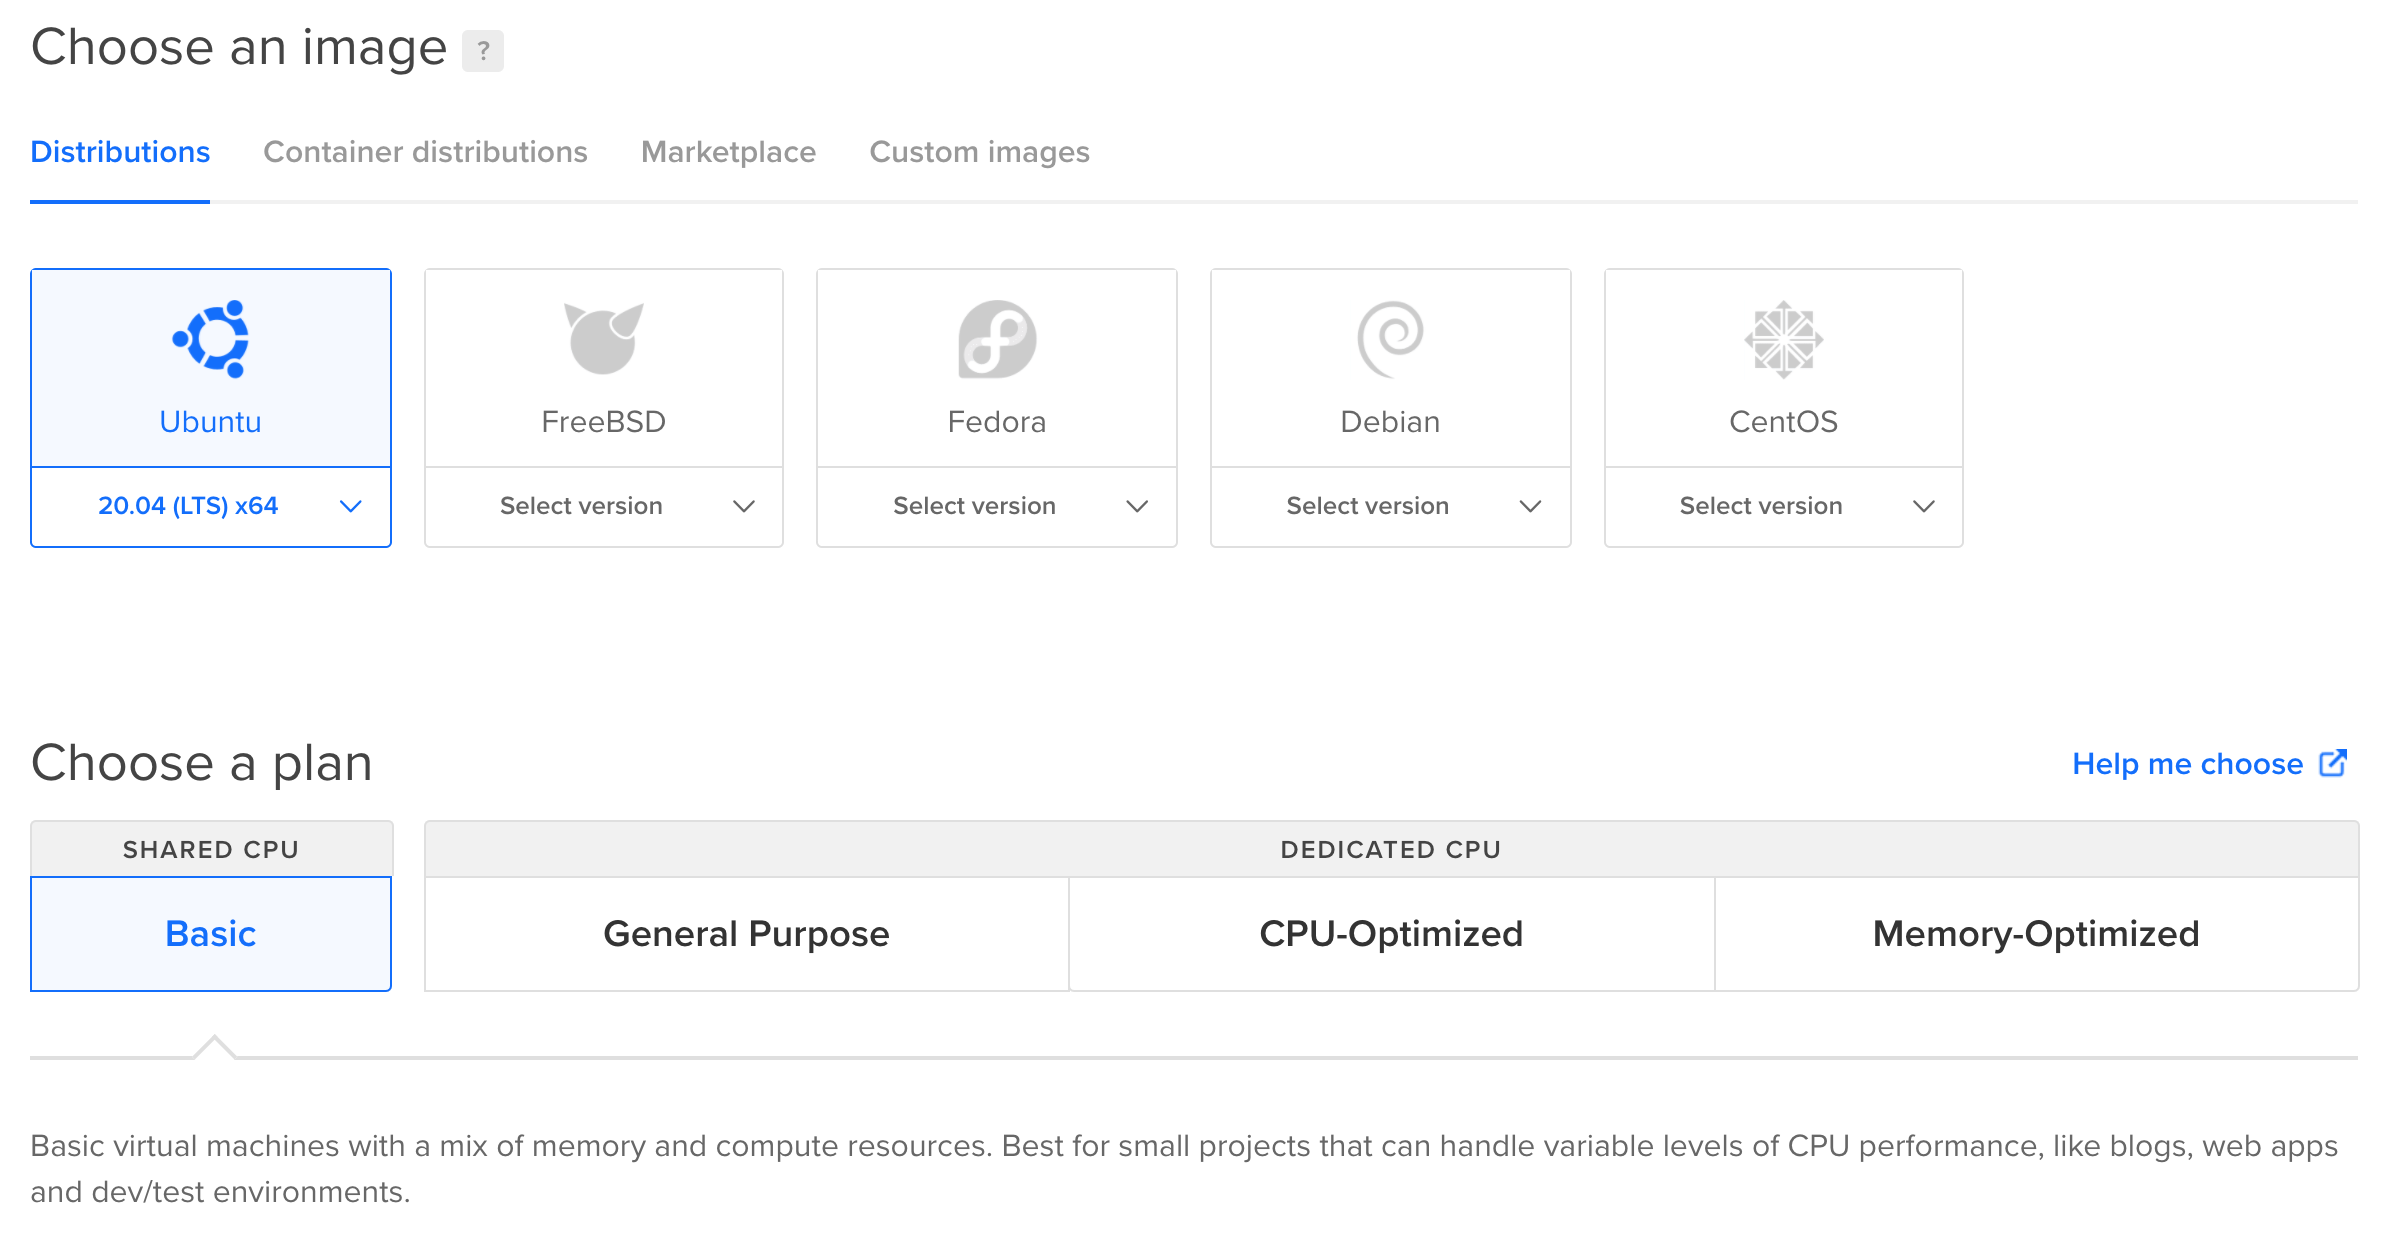 Choose an image ?
Distributions Container distributions Marketplace Custom images
Ubuntu FreeBSD Fedora Debian CentOS
20.04 (LTS) x64 Select version Select version Select version Select version
Choose a plan Help me choose
SHARED CPU DEDICATED CPU
Basic General Purpose CPU-Optimized Memory-Optimized
Basic virtual machines with a mix of memory and compute resources. Best for small projects that can handle variable levels of CPU performance, like blogs, web apps
and dev/test environments.